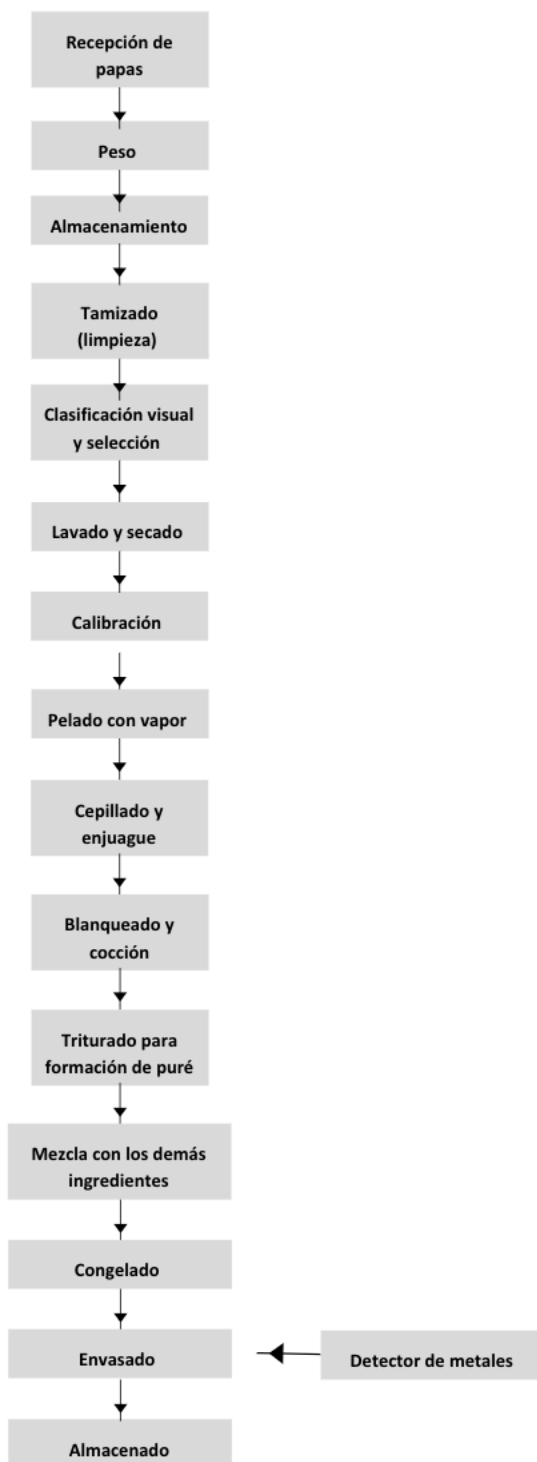 Recepción de
papas
Peso
Almacenamiento
Tamizado
(limpieza)
Clasificación visual
y selección
Lavado y secado
Calibración
Pelado con vapor
Cepillado y
enjuague
Blanqueado y
cocción
Triturado para
formación de puré
Mezcla con los demás
ingredientes
Congelado
Envasado
Detector de metales
Almacenado